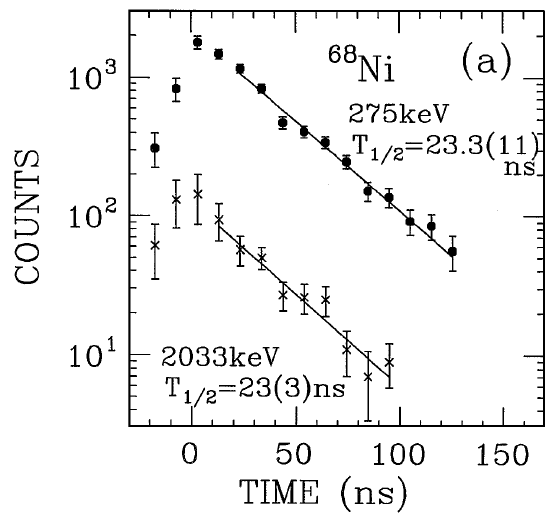 ⁶⁸Ni (a)
10³
275keV
T₁/₂=23.3(11)
ns
COUNTS
10²
10¹
2033keV
T₁/₂=23(3)ns
0 50 100 150
TIME (ns)